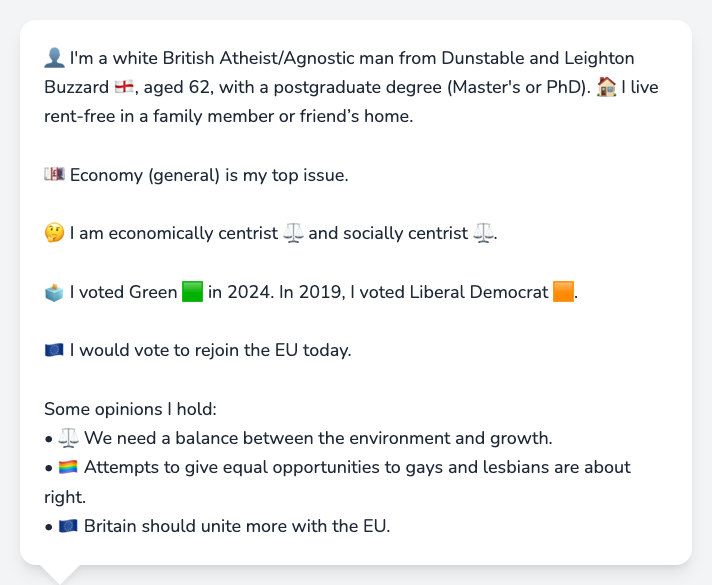 👤 I'm a white British Atheist/Agnostic man from Dunstable and Leighton
Buzzard 🏴󠁧󠁢󠁥󠁮󠁧󠁿, aged 62, with a postgraduate degree (Master's or PhD). 🏠 I live
rent-free in a family member or friend’s home.
💷 Economy (general) is my top issue.
🤔 I am economically centrist ⚖️ and socially centrist ⚖️.
🗳️ I voted Green 🟩 in 2024. In 2019, I voted Liberal Democrat 🟧.
🇪🇺 I would vote to rejoin the EU today.
Some opinions I hold:
• ⚖️ We need a balance between the environment and growth.
• 🏳️‍🌈 Attempts to give equal opportunities to gays and lesbians are about
right.
• 🇪🇺 Britain should unite more with the EU.